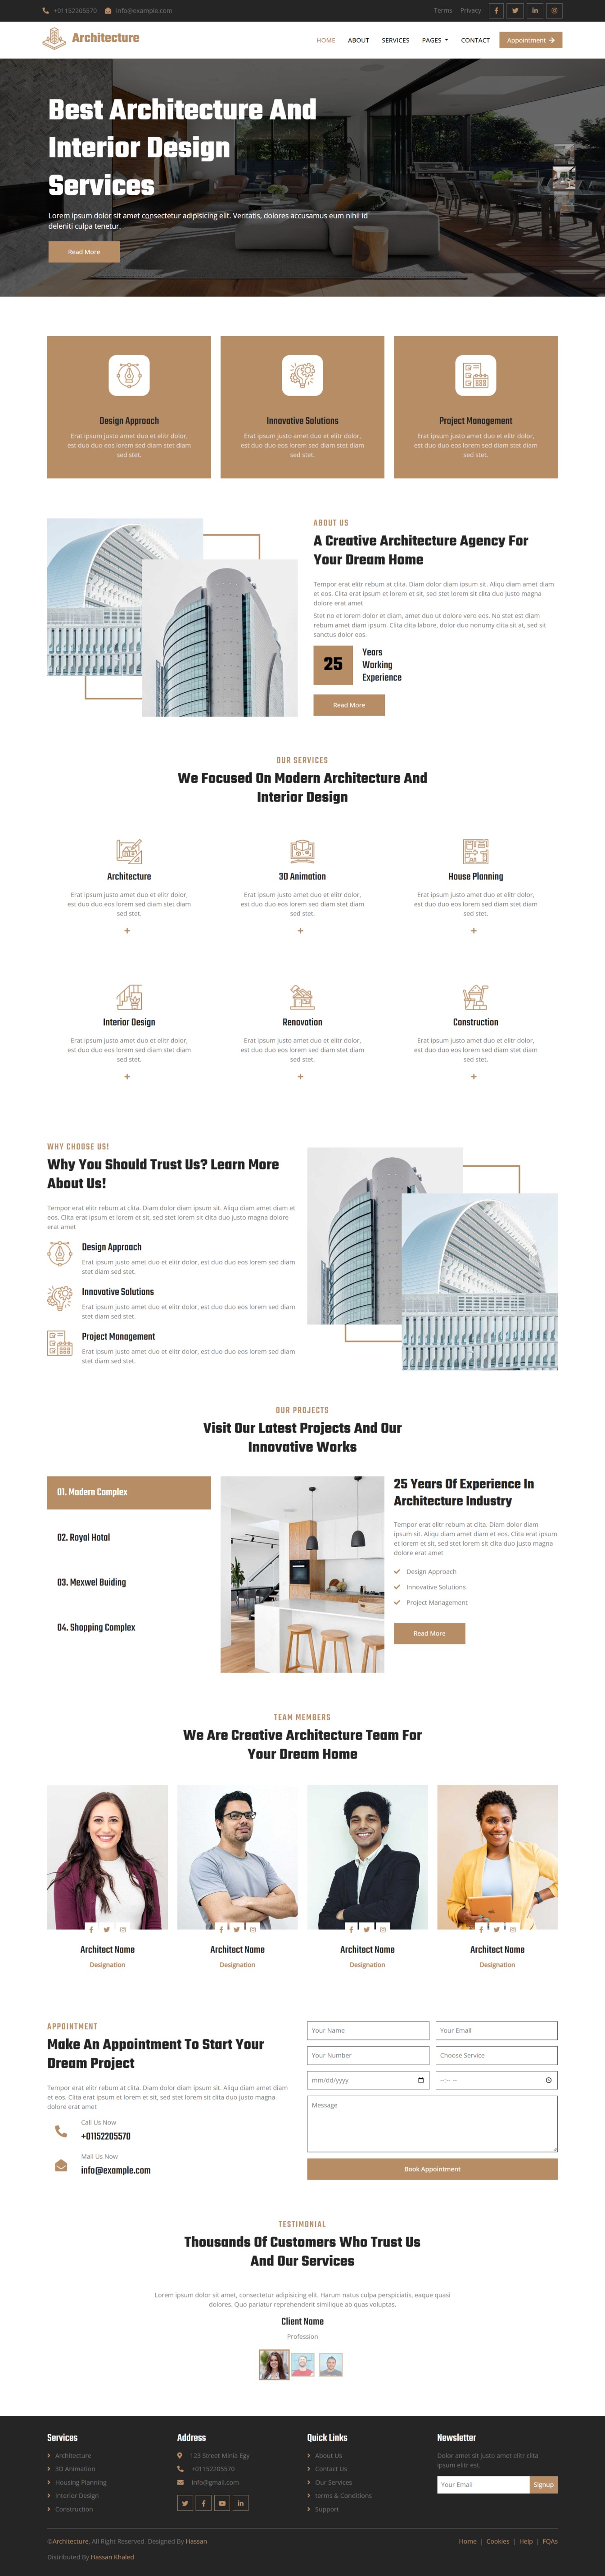 +01152205570 info@example.com Terms Privacy
Architecture HOME ABOUT SERVICES PAGES CONTACT Appointment
Best Architecture And
Interior Design
Services
Lorem ipsum dolor sit amet consectetur adipisicing elit. Veritatis, dolores accusamus eum nihil id
deleniti culpa tenetur.
Read More
Design Approach
Erat ipsum justo amet duo et elitr dolor,
est duo duo eos lorem sed diam stet diam
sed stet.
Innovative Solutions
Erat ipsum justo amet duo et elitr dolor,
est duo duo eos lorem sed diam stet diam
sed stet.
Project Management
Erat ipsum justo amet duo et elitr dolor,
est duo duo eos lorem sed diam stet diam
sed stet.
ABOUT US
A Creative Architecture Agency For
Your Dream Home
Tempor erat elitr rebum at clita. Diam dolor diam ipsum sit. Aliqu diam amet diam
et eos. Clita erat ipsum et lorem et sit, sed stet lorem sit clita duo justo magna
dolore erat amet
Stet no et lorem dolor et diam, amet duo ut dolore vero eos. No stet est diam
rebum amet diam ipsum. Clita clita labore, dolor duo nonumy clita sit at, sed sit
sanctus dolor eos.
25
Years
Working
Experience
Read More
OUR SERVICES
We Focused On Modern Architecture And
Interior Design
Architecture
Erat ipsum justo amet duo et elitr dolor,
est duo duo eos lorem sed diam stet diam
sed stet.
+
3D Animation
Erat ipsum justo amet duo et elitr dolor,
est duo duo eos lorem sed diam stet diam
sed stet.
+
House Planning
Erat ipsum justo amet duo et elitr dolor,
est duo duo eos lorem sed diam stet diam
sed stet.
+
Interior Design
Erat ipsum justo amet duo et elitr dolor,
est duo duo eos lorem sed diam stet diam
sed stet.
+
Renovation
Erat ipsum justo amet duo et elitr dolor,
est duo duo eos lorem sed diam stet diam
sed stet.
+
Construction
Erat ipsum justo amet duo et elitr dolor,
est duo duo eos lorem sed diam stet diam
sed stet.
+
WHY CHOOSE US!
Why You Should Trust Us? Learn More
About Us!
Tempor erat elitr rebum at clita. Diam dolor diam ipsum sit. Aliqu diam amet diam et
eos. Clita erat ipsum et lorem et sit, sed stet lorem sit clita duo justo magna dolore
erat amet
Design Approach
Erat ipsum justo amet duo et elitr dolor, est duo duo eos lorem sed diam
stet diam sed stet.
Innovative Solutions
Erat ipsum justo amet duo et elitr dolor, est duo duo eos lorem sed diam
stet diam sed stet.
Project Management
Erat ipsum justo amet duo et elitr dolor, est duo duo eos lorem sed diam
stet diam sed stet.
OUR PROJECTS
Visit Our Latest Projects And Our
Innovative Works
01. Modern Complex
02. Royal Hotal
03. Mexwel Buiding
04. Shopping Complex
25 Years Of Experience In
Architecture Industry
Tempor erat elitr rebum at clita. Diam dolor diam
ipsum sit. Aliqu diam amet diam et eos. Clita erat ipsum
et lorem et sit, sed stet lorem sit clita duo justo magna
dolore erat amet
Design Approach
Innovative Solutions
Project Management
Read More
TEAM MEMBERS
We Are Creative Architecture Team For
Your Dream Home
Architect Name
Designation
Architect Name
Designation
Architect Name
Designation
Architect Name
Designation
APPOINTMENT
Make An Appointment To Start Your
Dream Project
Tempor erat elitr rebum at clita. Diam dolor diam ipsum sit. Aliqu diam amet diam
et eos. Clita erat ipsum et lorem et sit, sed stet lorem sit clita duo justo magna
dolore erat amet
Call Us Now
+01152205570
Mail Us Now
info@example.com
Your Name Your Email
Your Number Choose Service
mm/dd/yyyy --:-- --
Message
Book Appointment
TESTIMONIAL
Thousands Of Customers Who Trust Us
And Our Services
Lorem ipsum dolor sit amet, consectetur adipisicing elit. Harum natus culpa perspiciatis, eaque quasi
dolores. Quo pariatur reprehenderit similique ab quas voluptas.
Client Name
Profession
Services
Architecture
3D Animation
Housing Planning
Interior Design
Construction
Address
123 Street Minia Egy
+01152205570
Info@gmail.com
Quick Links
About Us
Contact Us
Our Services
terms & Conditions
Support
Newsletter
Dolor amet sit justo amet elitr clita
ipsum elitr est.
Your Email Signup
©Architecture, All Right Reserved. Designed By Hassan
Home | Cookies | Help | FQAs
Distributed By Hassan Khaled